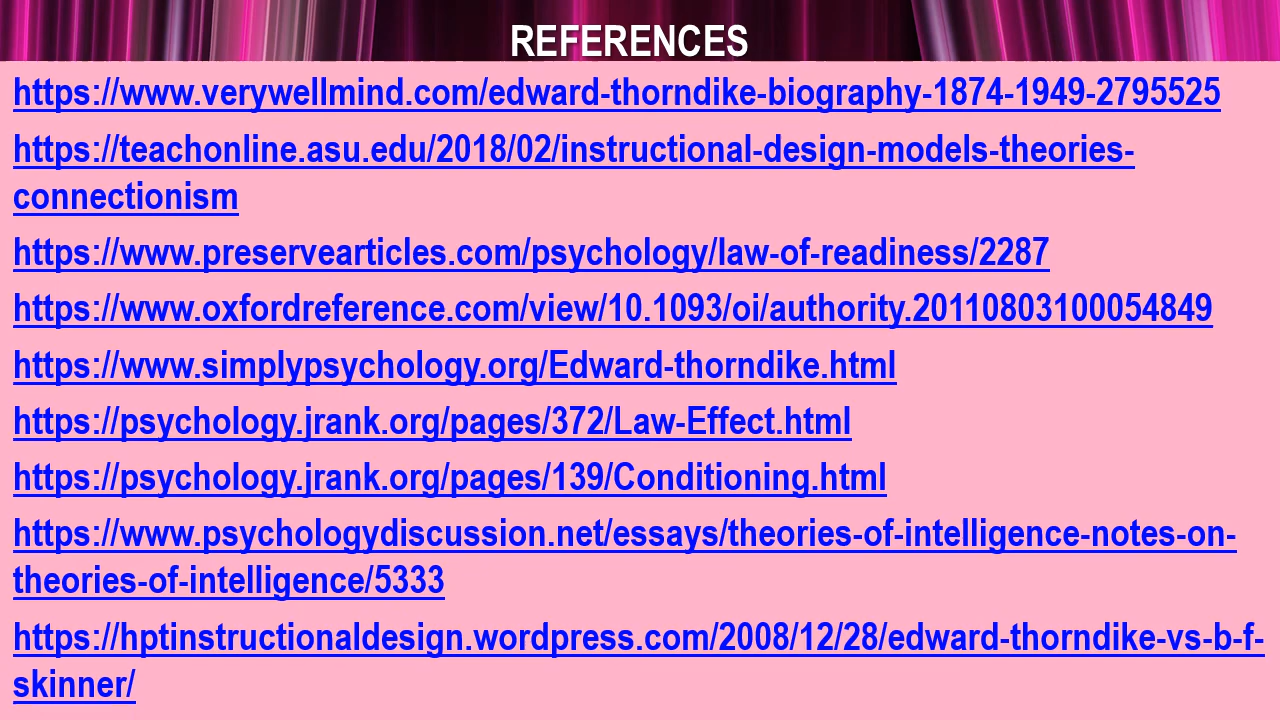 REFERENCES
https://www.verywellmind.com/edward-thorndike-biography-1874-1949-2795525
https://teachonline.asu.edu/2018/02/instructional-design-models-theories-
connectionism
https://www.preservearticles.com/psychology/law-of-readiness/2287
https://www.oxfordreference.com/view/10.1093/oi/authority.20110803100054849
https://www.simplypsychology.org/Edward-thorndike.html
https://psychology.jrank.org/pages/372/Law-Effect.html
https://psychology.jrank.org/pages/139/Conditioning.html
https://www.psychologydiscussion.net/essays/theories-of-intelligence-notes-on-
theories-of-intelligence/5333
https://hptinstructionaldesign.wordpress.com/2008/12/28/edward-thorndike-vs-b-f-
skinner/